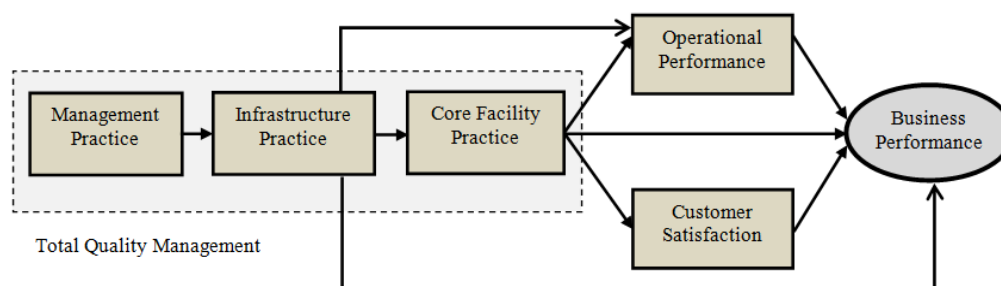 Management
Practice
Infrastructure
Practice
Core Facility
Practice
Operational
Performance
Customer
Satisfaction
Business
Performance
Total Quality Management